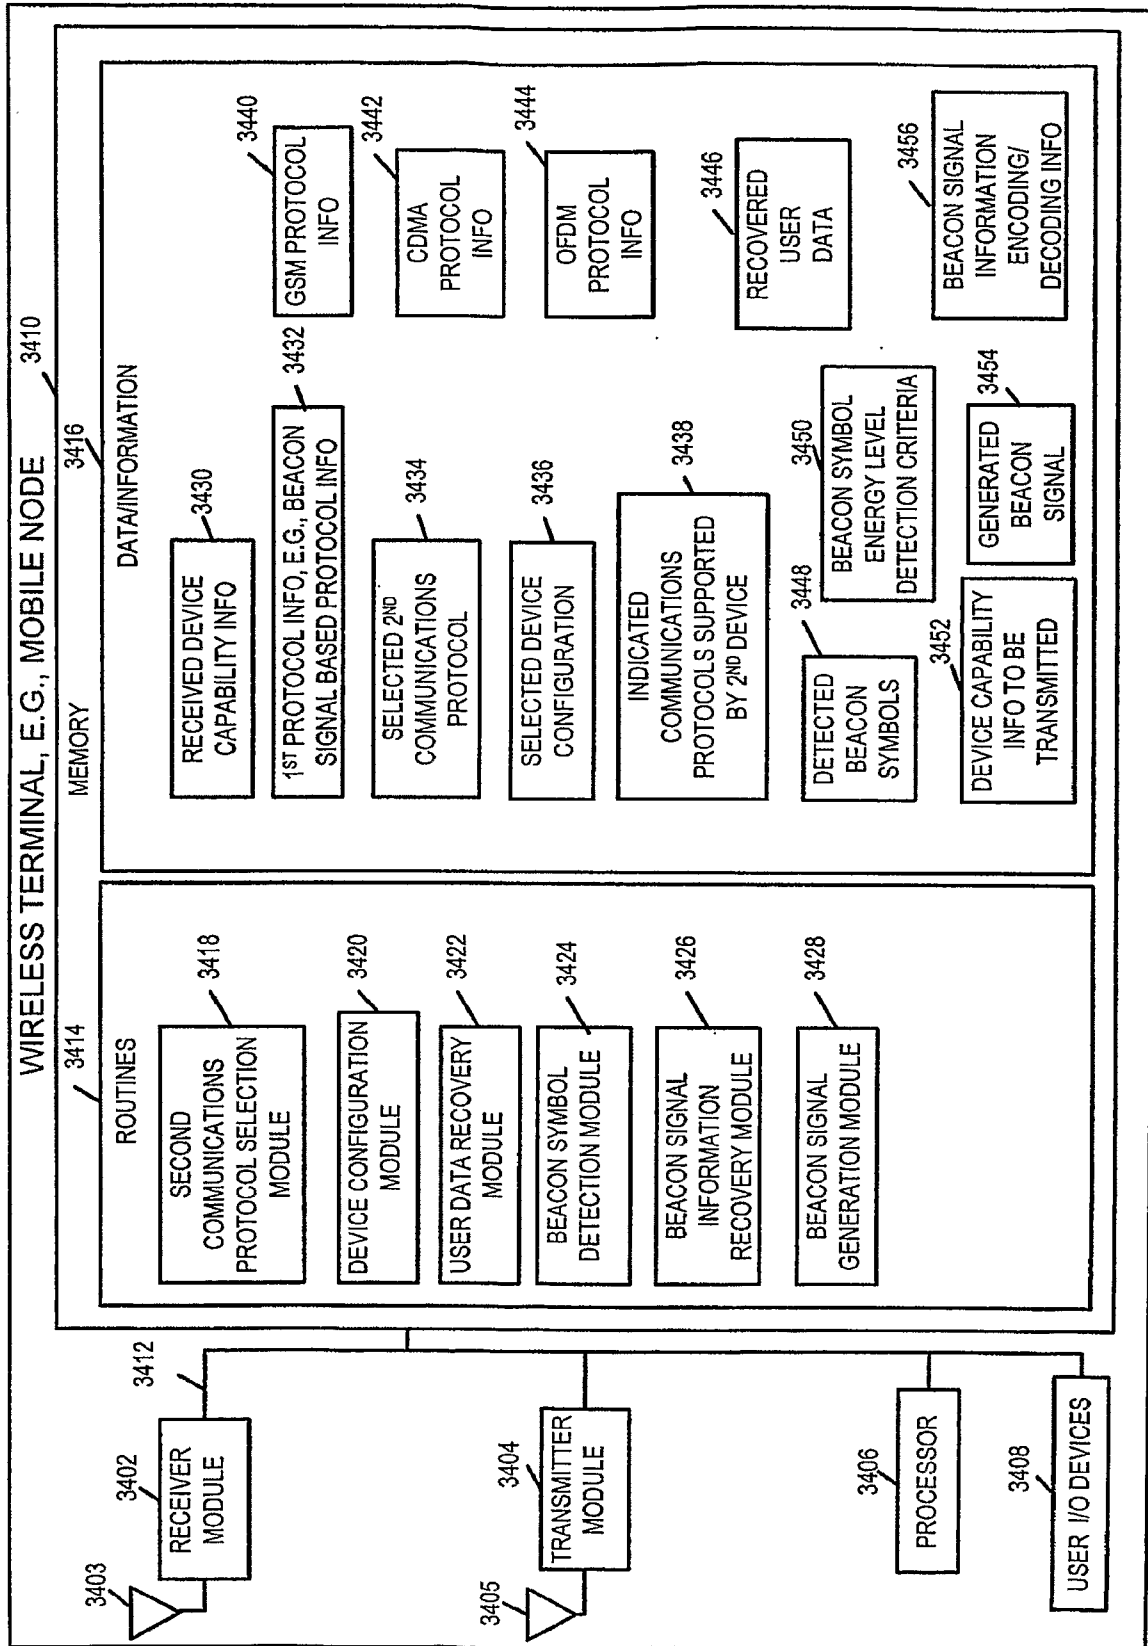 WIRELESS TERMINAL, E.G., MOBILE NODE
3410
MEMORY
3403
3402
RECEIVER
MODULE
3412
3405
3404
TRANSMITTER
MODULE
3406
PROCESSOR
3408
USER I/O DEVICES
3414
ROUTINES
SECOND
COMMUNICATIONS
PROTOCOL SELECTION
MODULE
3418
DEVICE CONFIGURATION
MODULE
3420
USER DATA RECOVERY
MODULE
3422
BEACON SYMBOL
DETECTION MODULE
3424
BEACON SIGNAL
INFORMATION
RECOVERY MODULE
3426
BEACON SIGNAL
GENERATION MODULE
3428
3416
DATA/INFORMATION
RECEIVED DEVICE
CAPABILITY INFO
3430
1ST PROTOCOL INFO, E.G., BEACON
SIGNAL BASED PROTOCOL INFO
3432
SELECTED 2ND
COMMUNICATIONS
PROTOCOL
3434
SELECTED DEVICE
CONFIGURATION
3436
INDICATED
COMMUNICATIONS
PROTOCOLS SUPPORTED
BY 2ND DEVICE
3438
GSM PROTOCOL
INFO
3440
CDMA
PROTOCOL
INFO
3442
OFDM
PROTOCOL
INFO
3444
RECOVERED
USER
DATA
3446
DETECTED
BEACON
SYMBOLS
3448
BEACON SYMBOL
ENERGY LEVEL
DETECTION CRITERIA
3450
DEVICE CAPABILITY
INFO TO BE
TRANSMITTED
3452
GENERATED
BEACON
SIGNAL
3454
BEACON SIGNAL
INFORMATION
ENCODING/
DECODING INFO
3456